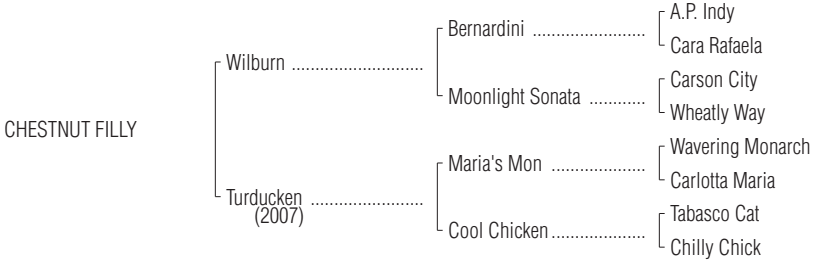 A.P. Indy
Bernardini ........................
Cara Rafaela
Wilburn ............................
Carson City
Moonlight Sonata ............
Wheatly Way
CHESTNUT FILLY
Wavering Monarch
Maria's Mon ....................
Carlotta Maria
Turducken ........................
(2007)
Tabasco Cat
Cool Chicken....................
Chilly Chick